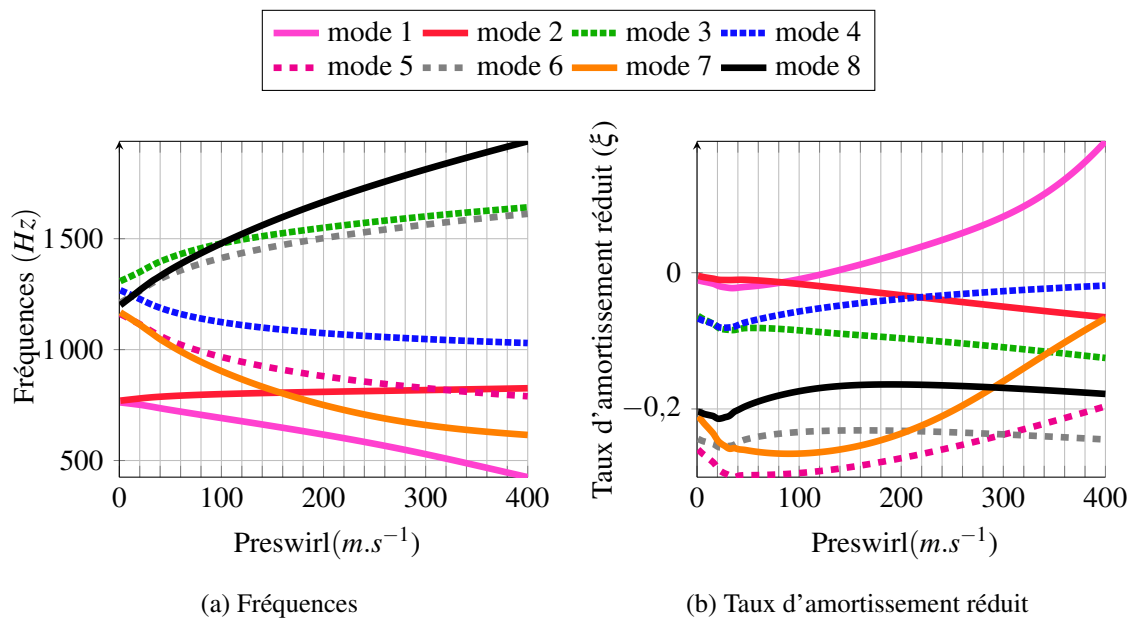 mode 1 mode 2 mode 3 mode 4
mode 5 mode 6 mode 7 mode 8
Fréquences (Hz)
1 500
1 000
500
0 100 200 300 400
Preswirl(m.s⁻¹)
(a) Fréquences
Taux d'amortissement réduit (ξ)
0
−0,2
0 100 200 300 400
Preswirl(m.s⁻¹)
(b) Taux d'amortissement réduit